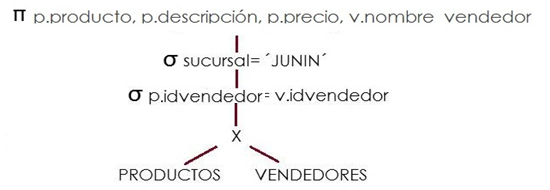 π p.producto, p.descripción, p.precio, v.nombre vendedor
σ sucursal= ´JUNIN´
σ p.idvendedor= v.idvendedor
X
PRODUCTOS VENDEDORES